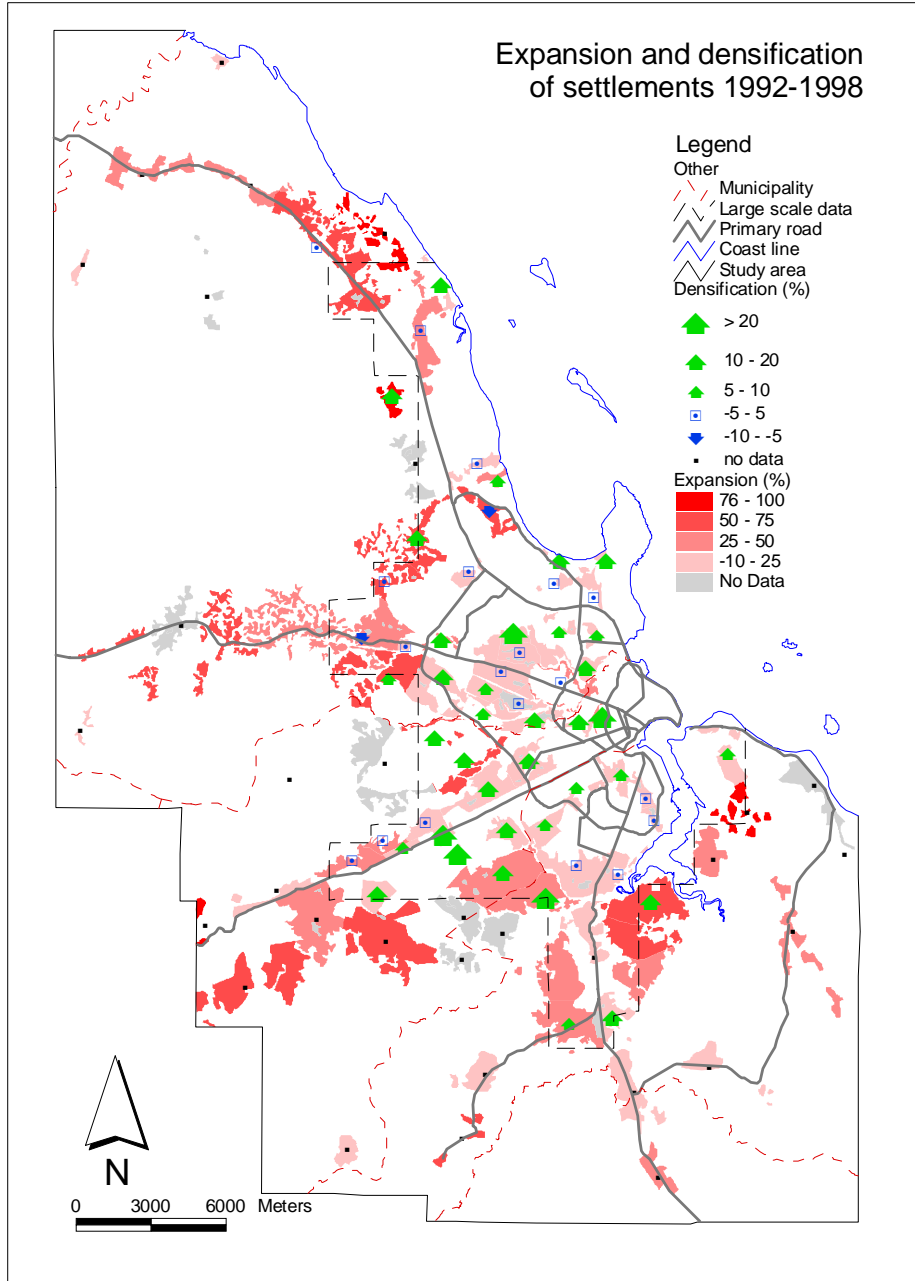 Expansion and densification
of settlements 1992-1998
Legend
Other
Municipality
Large scale data
Primary road
Coast line
Study area
Densification (%)
> 20
10 - 20
5 - 10
-5 - 5
-10 - -5
no data
Expansion (%)
76 - 100
50 - 75
25 - 50
-10 - 25
No Data
N
0 3000 6000 Meters